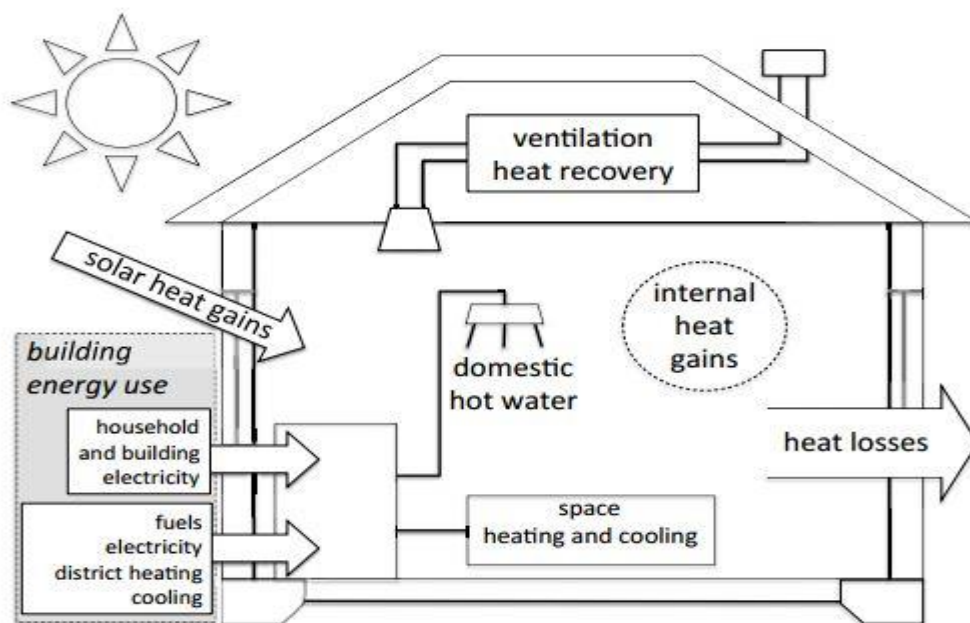 ventilation
heat recovery
solar heat gains
internal
heat
gains
building
energy use
domestic
hot water
household
and building
electricity
heat losses
fuels
electricity
district heating
cooling
space
heating and cooling